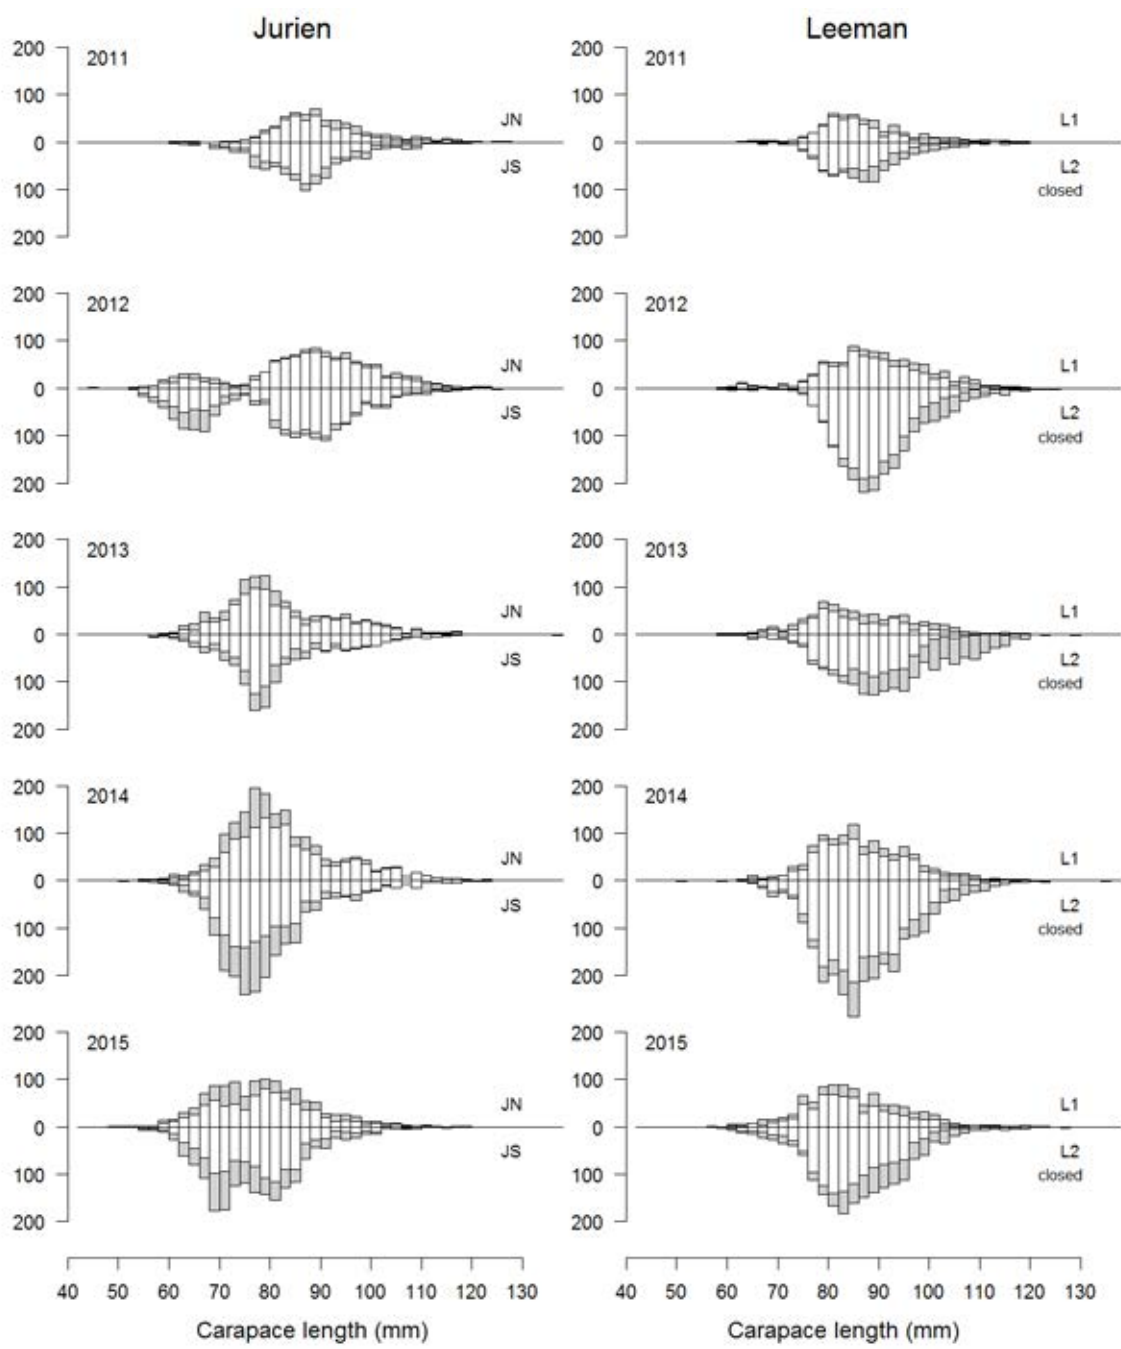 Jurien Leeman
200 200
2011 2011
100 100
JN L1
0 0
JS L2
100 closed 100
200 200
200 200
2012 2012
100 100
JN L1
0 0
JS L2
100 closed 100
200 200
200 200
2013 2013
100 100
JN L1
0 0
JS L2
100 closed 100
200 200
200 200
2014 2014
100 100
JN L1
0 0
JS L2
100 closed 100
200 200
200 200
2015 2015
100 100
JN L1
0 0
JS L2
100 closed 100
200 200
40 50 60 70 80 90 100 110 120 130 40 50 60 70 80 90 100 110 120 130
Carapace length (mm) Carapace length (mm)